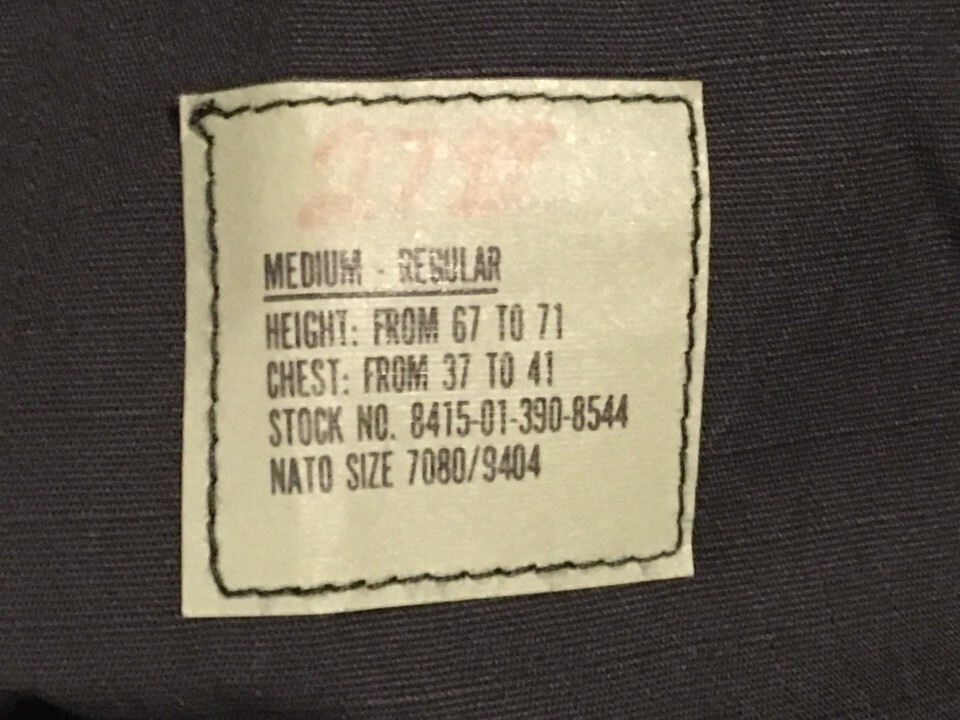 MEDIUM - REGULAR
HEIGHT: FROM 67 TO 71
CHEST: FROM 37 TO 41
STOCK NO. 8415-01-390-8544
NATO SIZE 7080/9404